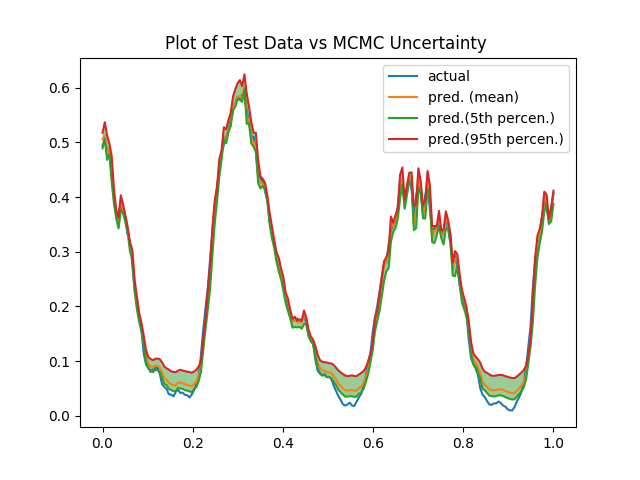 Plot of Test Data vs MCMC Uncertainty
actual
pred. (mean)
pred.(5th percen.)
pred.(95th percen.)
0.6
0.5
0.4
0.3
0.2
0.1
0.0
0.0 0.2 0.4 0.6 0.8 1.0